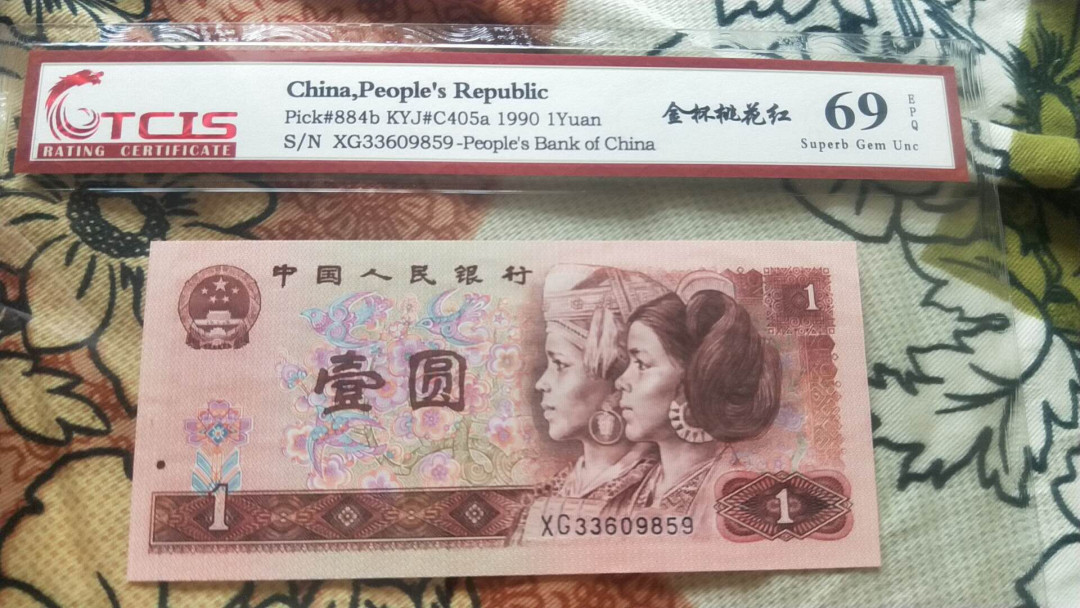 TCIS
RATING CERTIFICATE
China,People's Republic
Pick#884b KYJ#C405a 1990 1Yuan
S/N XG33609859-People's Bank of China
金杯桃花红
69
EPQ
Superb Gem Unc
中国人民银行
1
壹圆
1
XG33609859
1